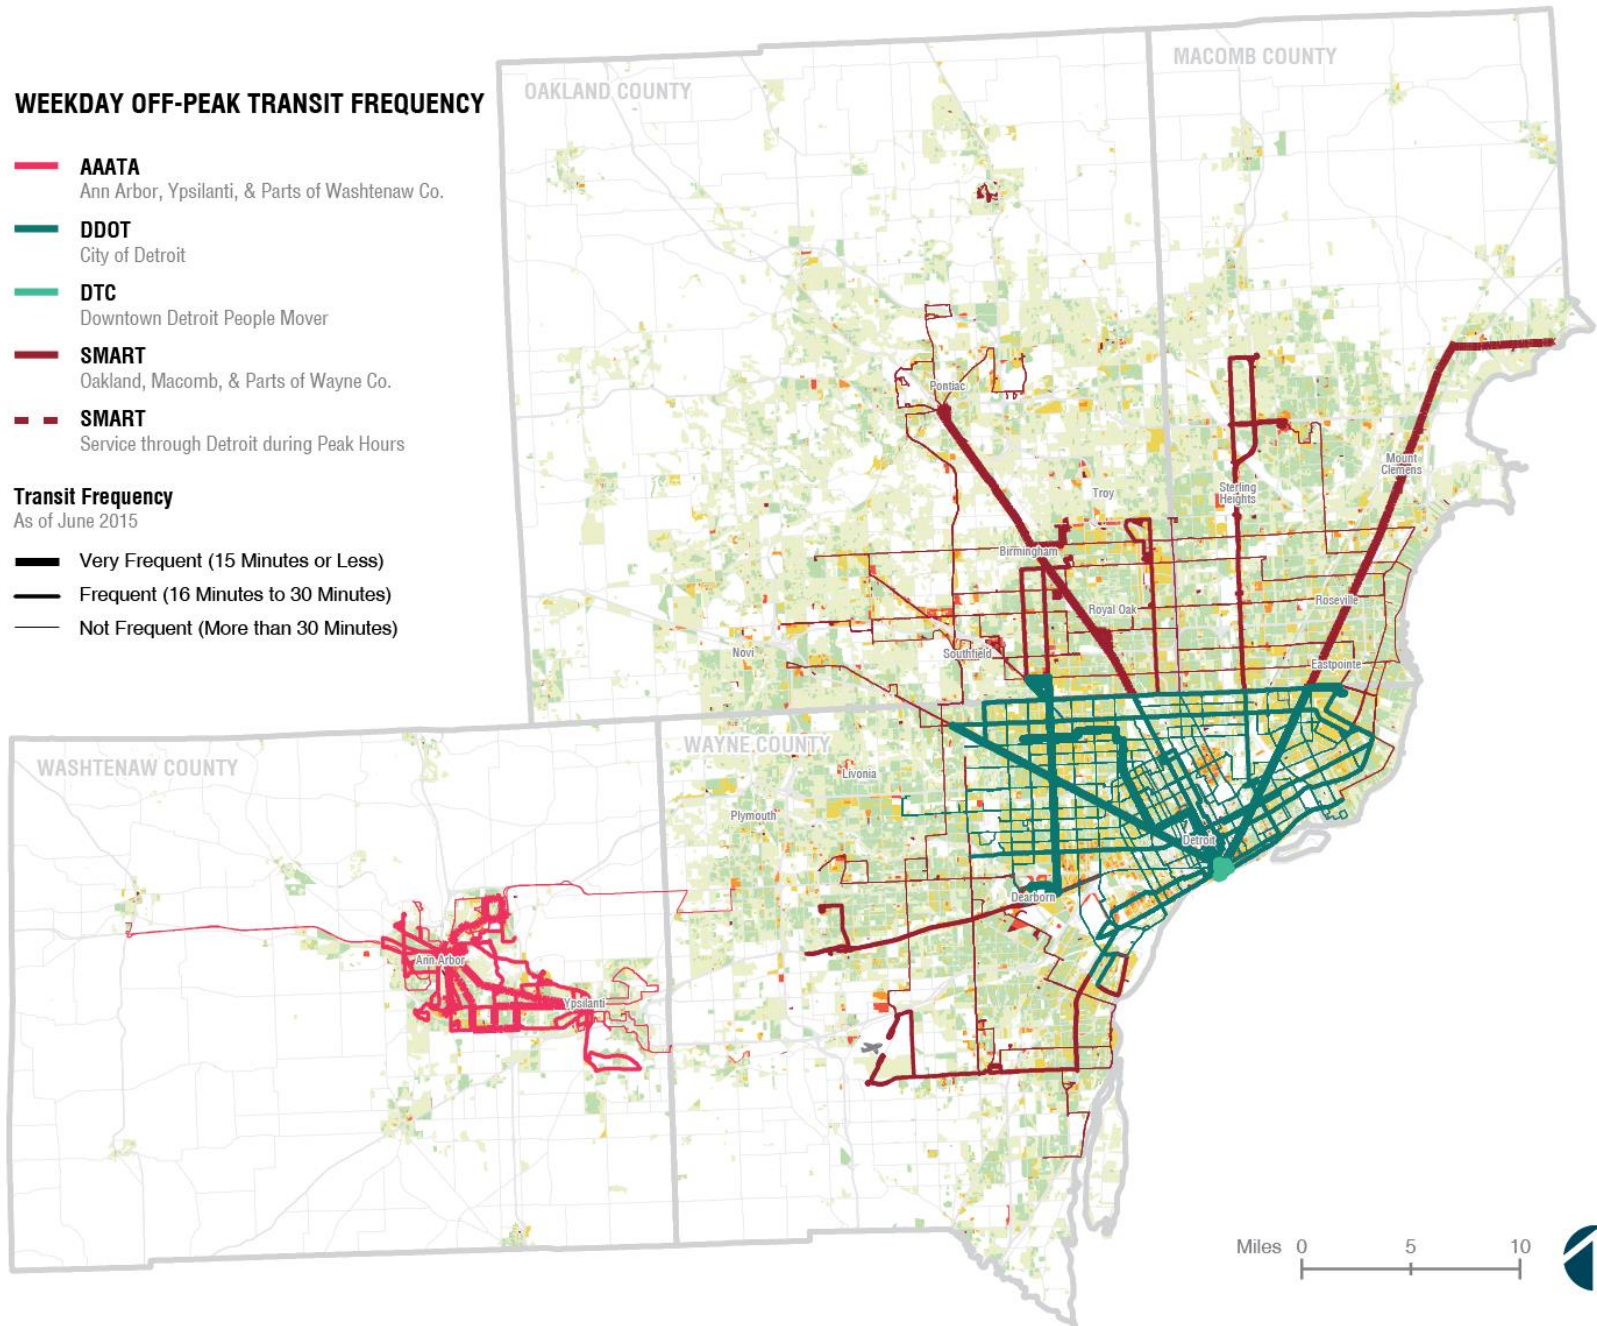 WEEKDAY OFF-PEAK TRANSIT FREQUENCY
AAATA
Ann Arbor, Ypsilanti, & Parts of Washtenaw Co.
DDOT
City of Detroit
DTC
Downtown Detroit People Mover
SMART
Oakland, Macomb, & Parts of Wayne Co.
SMART
Service through Detroit during Peak Hours
Transit Frequency
As of June 2015
Very Frequent (15 Minutes or Less)
Frequent (16 Minutes to 30 Minutes)
Not Frequent (More than 30 Minutes)
OAKLAND COUNTY
MACOMB COUNTY
Pontiac
Mount
Clemens
Troy
Sterling
Heights
Birmingham
Roseville
Royal Oak
Novi
Southfield
Eastpointe
WASHTENAW COUNTY
WAYNE COUNTY
Livonia
Plymouth
Detroit
Dearborn
Ann Arbor
Ypsilanti
Miles 0 5 10